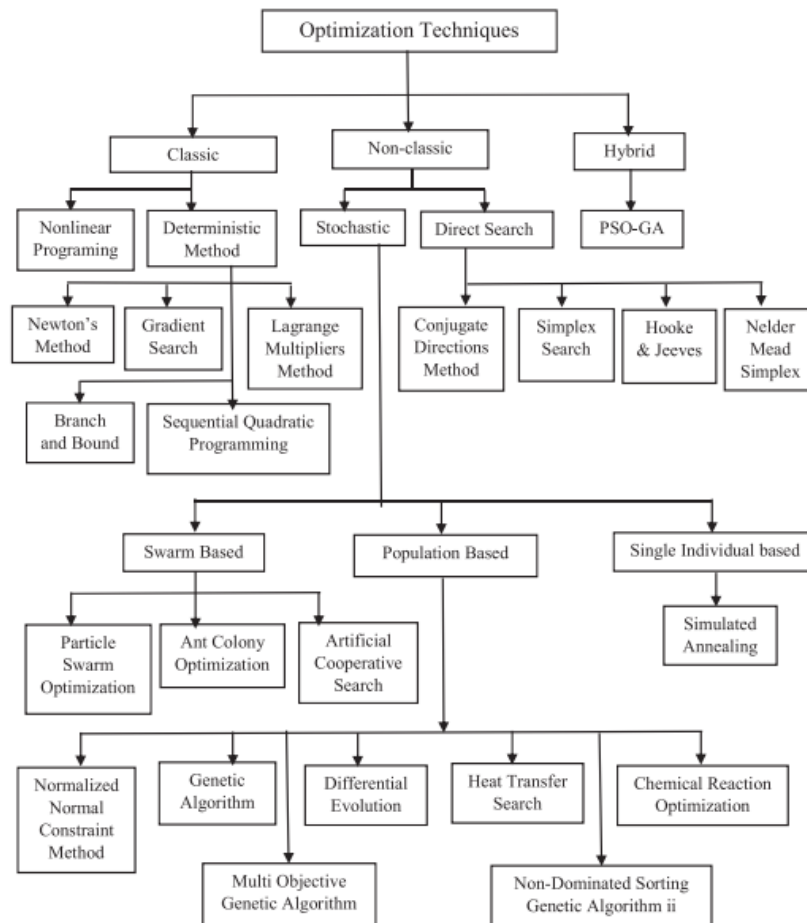 Optimization Techniques
Classic
Non-classic
Hybrid
Nonlinear
Programing
Deterministic
Method
Stochastic
Direct Search
PSO-GA
Newton's
Method
Gradient
Search
Lagrange
Multipliers
Method
Conjugate
Directions
Method
Simplex
Search
Hooke
& Jeeves
Nelder
Mead
Simplex
Branch
and Bound
Sequential Quadratic
Programming
Swarm Based
Population Based
Single Individual based
Particle
Swarm
Optimization
Ant Colony
Optimization
Artificial
Cooperative
Search
Simulated
Annealing
Normalized
Normal
Constraint
Method
Genetic
Algorithm
Differential
Evolution
Heat Transfer
Search
Chemical Reaction
Optimization
Multi Objective
Genetic Algorithm
Non-Dominated Sorting
Genetic Algorithm ii